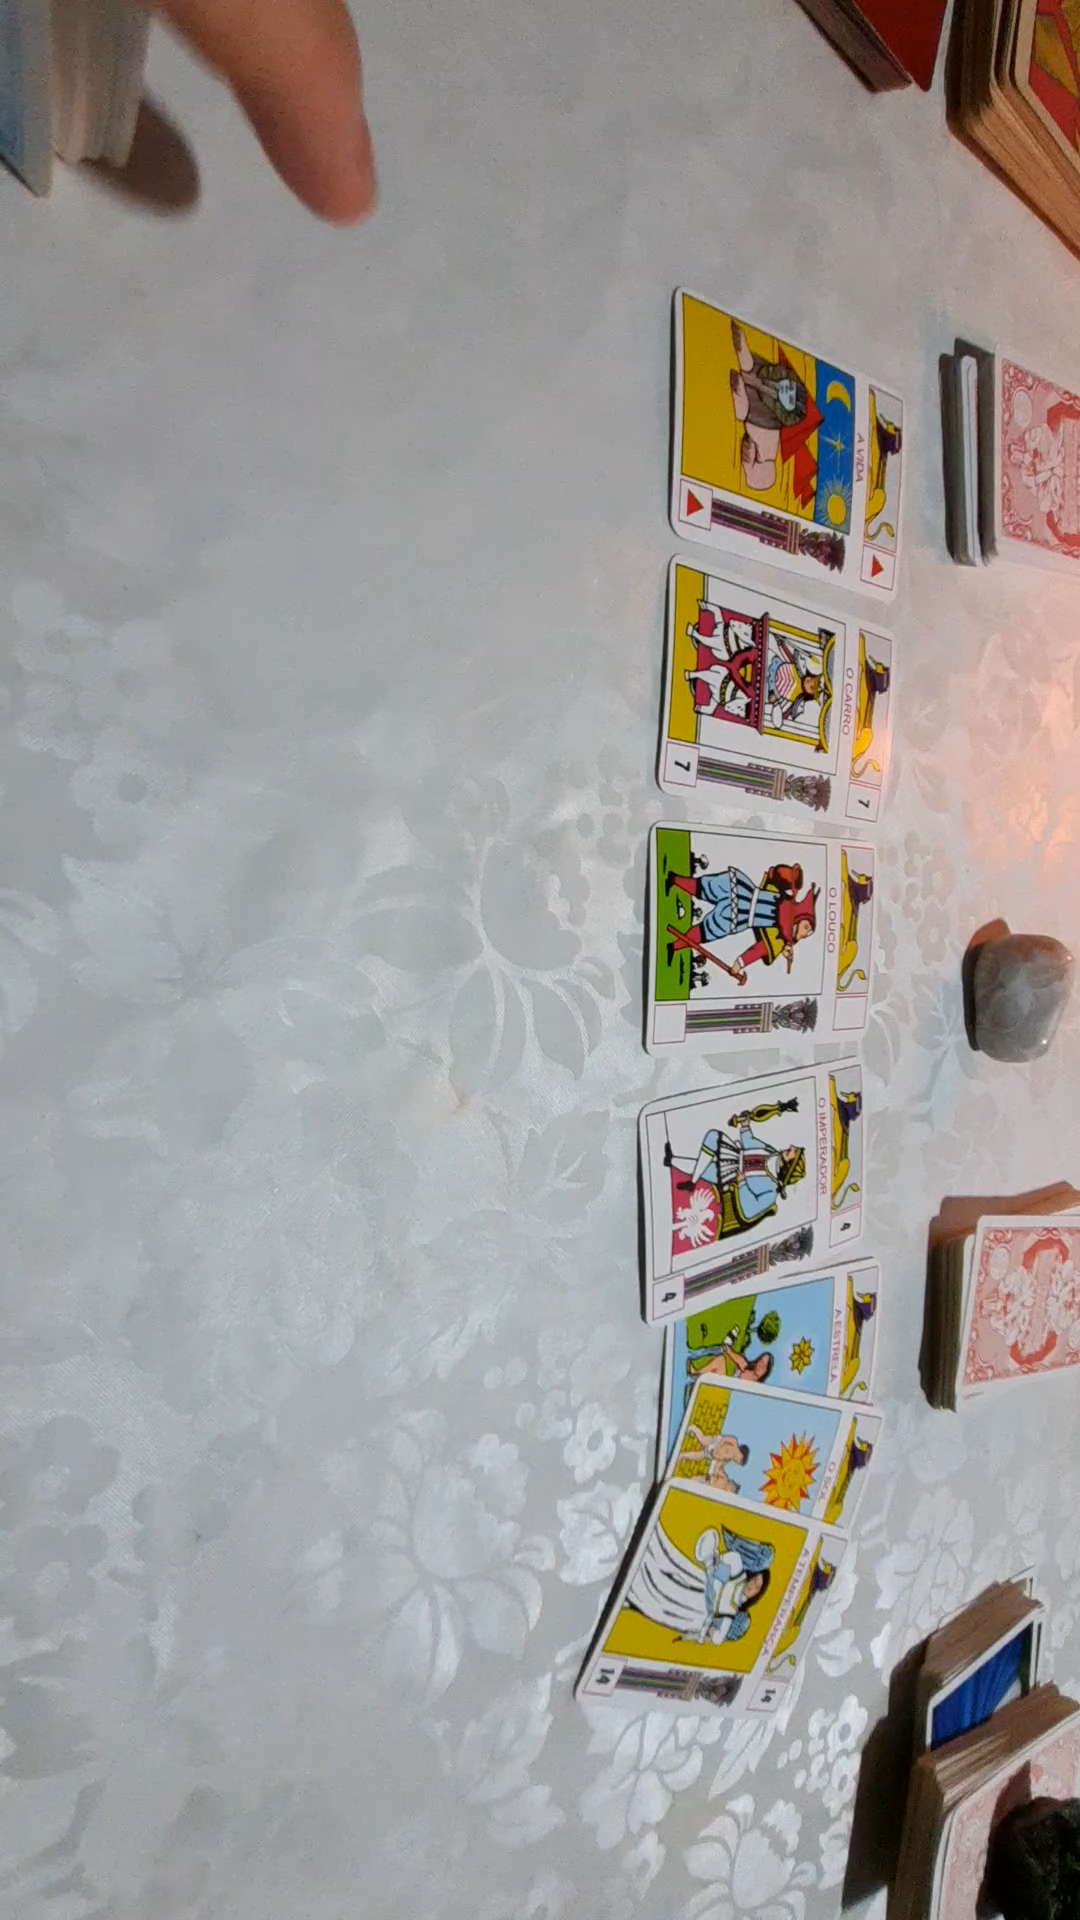 A VIDA
O CARRO
7
7
O LOUCO
O IMPERADOR
4
4
A ESTRELA
O SOL
A TEMPERANÇA
14
14